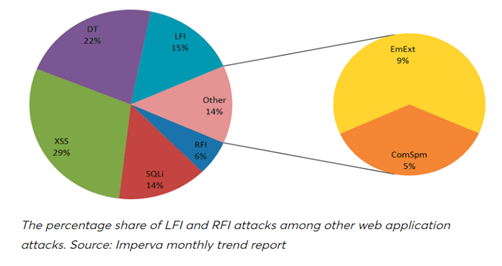 DT
22%
LFI
15%
Other
14%
RFI
6%
SQLi
14%
XSS
29%
EmExt
9%
ComSpm
5%
The percentage share of LFI and RFI attacks among other web application
attacks. Source: Imperva monthly trend report